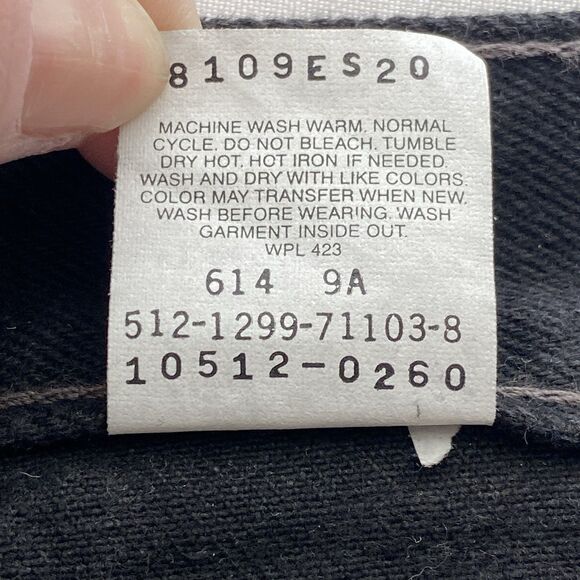 8109ES20
MACHINE WASH WARM, NORMAL
CYCLE. DO NOT BLEACH. TUMBLE
DRY HOT, HOT IRON IF NEEDED.
WASH AND DRY WITH LIKE COLORS.
COLOR MAY TRANSFER WHEN NEW,
WASH BEFORE WEARING. WASH
GARMENT INSIDE OUT.
WPL 423
614 9A
512-1299-71103-8
10512-0260